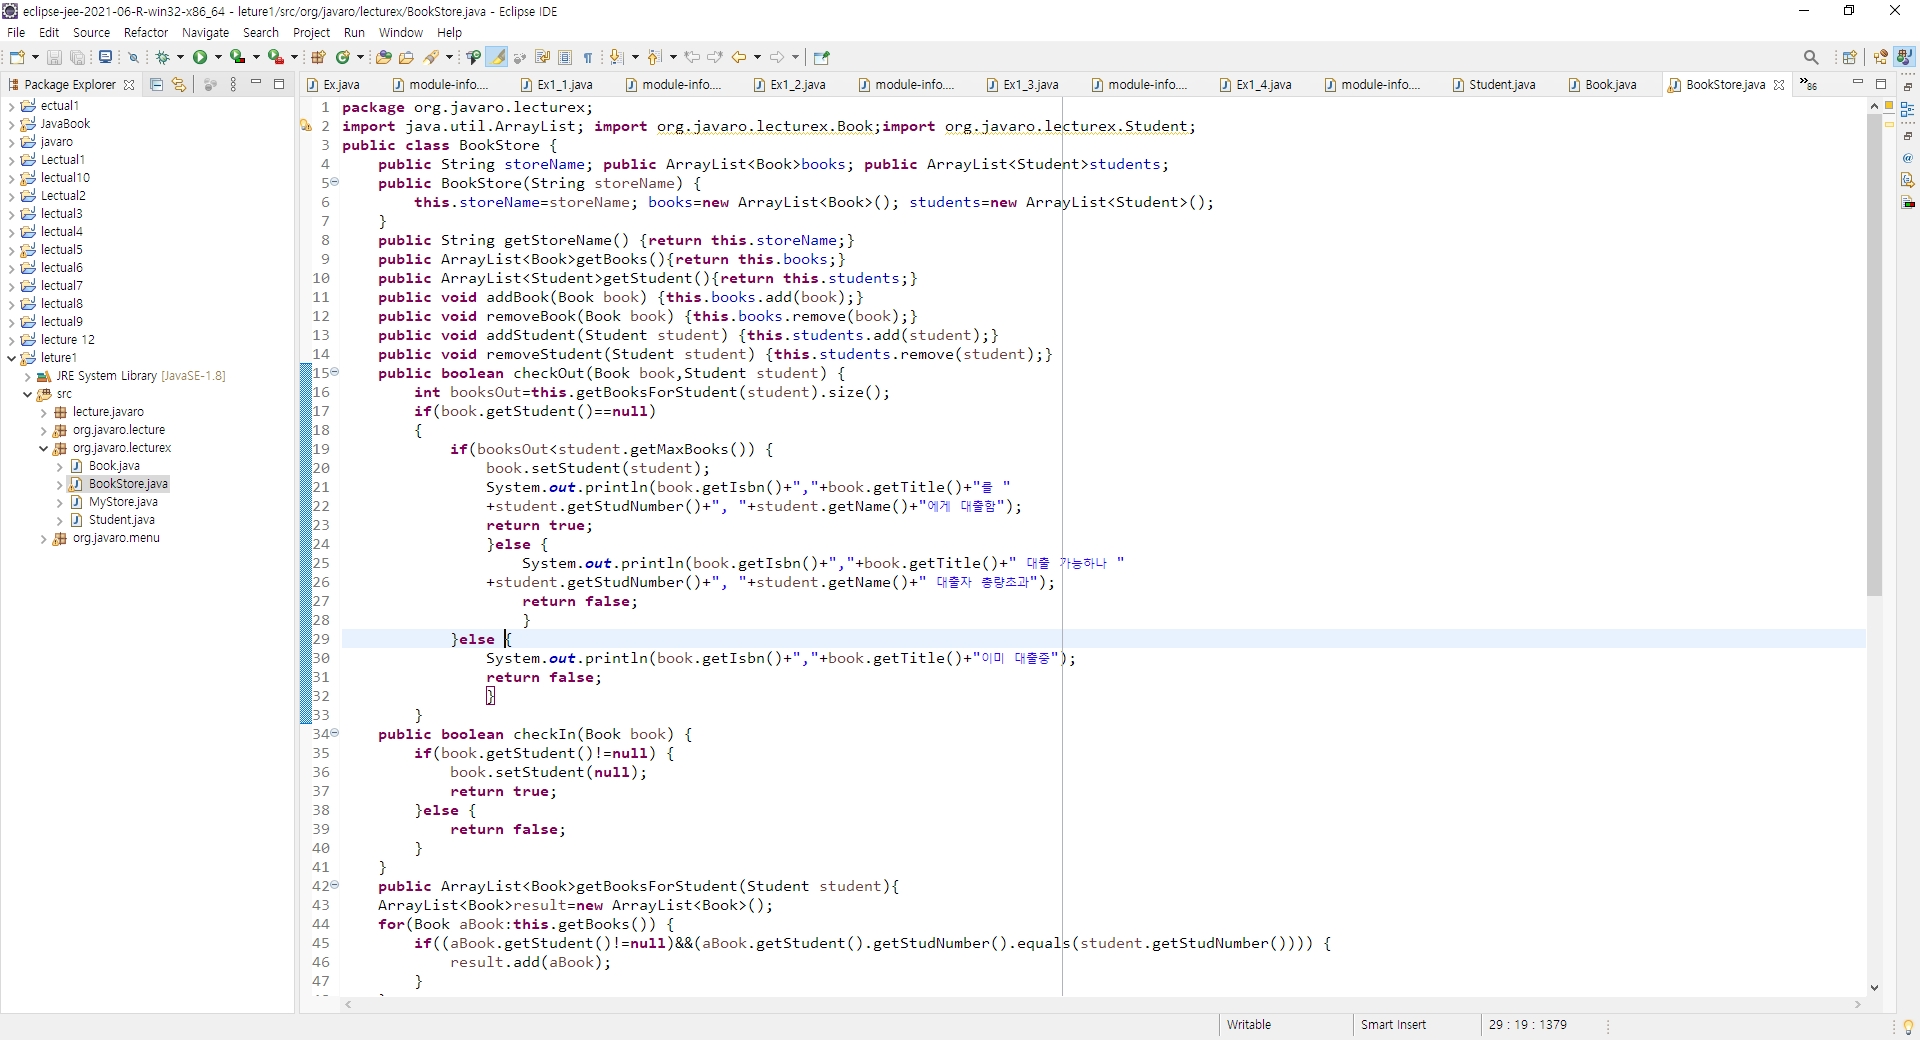 eclipse-jee-2021-06-R-win32-x86_64 - leture1/src/org/javaro/lecturex/BookStore.java - Eclipse IDE
File Edit Source Refactor Navigate Search Project Run Window Help
Package Explorer
Ex.java module-info.... Ex1_1.java module-info.... Ex1_2.java module-info.... Ex1_3.java module-info.... Ex1_4.java module-info.... Student.java Book.java BookStore.java »86
ectual1
JavaBook
javaro
Lectual1
lectual10
Lectual2
lectual3
lectual4
lectual5
lectual6
lectual7
lectual8
lectual9
lecture 12
leture1
JRE System Library [JavaSE-1.8]
src
lecture.javaro
org.javaro.lecture
org.javaro.lecturex
Book.java
BookStore.java
MyStore.java
Student.java
org.javaro.menu
1 package org.javaro.lecturex;
2 import java.util.ArrayList; import org.javaro.lecturex.Book;import org.javaro.lecturex.Student;
3 public class BookStore {
4 public String storeName; public ArrayList<Book>books; public ArrayList<Student>students;
5 public BookStore(String storeName) {
6 this.storeName=storeName; books=new ArrayList<Book>(); students=new ArrayList<Student>();
7 }
8 public String getStoreName() {return this.storeName;}
9 public ArrayList<Book>getBooks(){return this.books;}
10 public ArrayList<Student>getStudent(){return this.students;}
11 public void addBook(Book book) {this.books.add(book);}
12 public void removeBook(Book book) {this.books.remove(book);}
13 public void addStudent(Student student) {this.students.add(student);}
14 public void removeStudent(Student student) {this.students.remove(student);}
15 public boolean checkOut(Book book,Student student) {
16 int booksOut=this.getBooksForStudent(student).size();
17 if(book.getStudent()==null)
18 {
19 if(booksOut<student.getMaxBooks()) {
20 book.setStudent(student);
21 System.out.println(book.getIsbn()+","+book.getTitle()+"를 "
22 +student.getStudNumber()+", "+student.getName()+"에게 대출함");
23 return true;
24 }else {
25 System.out.println(book.getIsbn()+","+book.getTitle()+" 대출 가능하나 "
26 +student.getStudNumber()+", "+student.getName()+" 대출자 총량초과");
27 return false;
28 }
29 }else {
30 System.out.println(book.getIsbn()+","+book.getTitle()+"이미 대출중");
31 return false;
32 }
33 }
34 public boolean checkIn(Book book) {
35 if(book.getStudent()!=null) {
36 book.setStudent(null);
37 return true;
38 }else {
39 return false;
40 }
41 }
42 public ArrayList<Book>getBooksForStudent(Student student){
43 ArrayList<Book>result=new ArrayList<Book>();
44 for(Book aBook:this.getBooks()) {
45 if((aBook.getStudent()!=null)&&(aBook.getStudent().getStudNumber().equals(student.getStudNumber()))) {
46 result.add(aBook);
47 }
Writable Smart Insert 29 : 19 : 1379